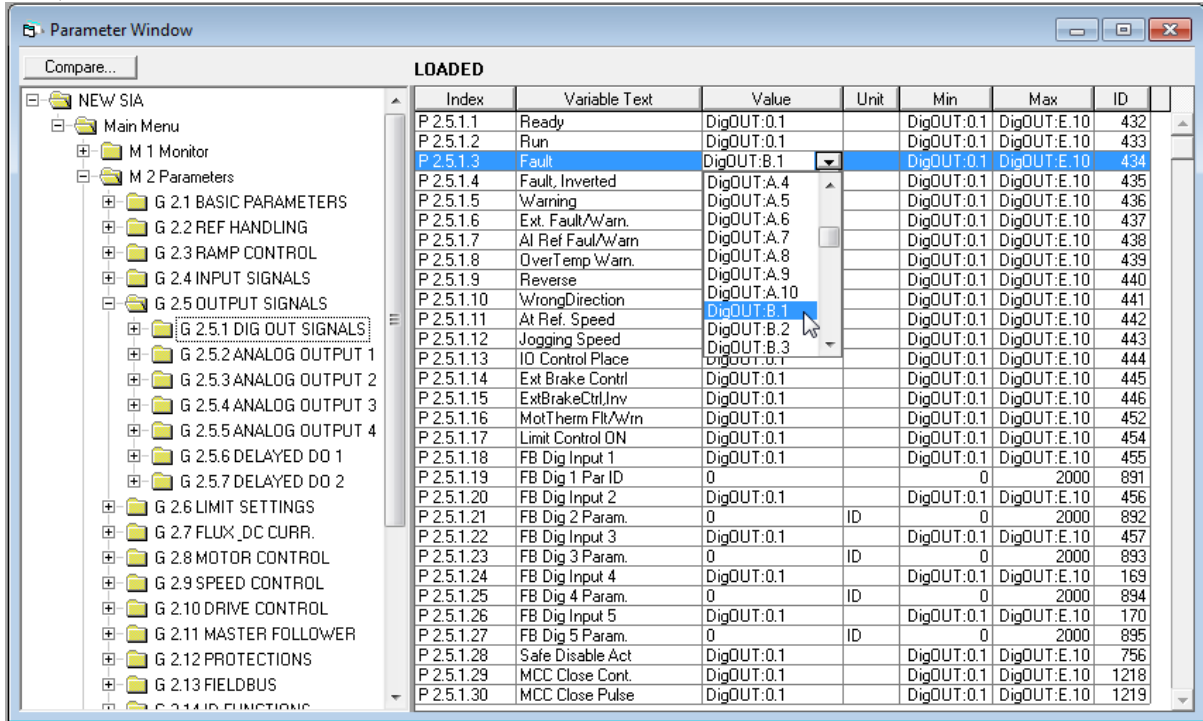 Parameter Window
Compare...
LOADED
NEW SIA
Main Menu
M 1 Monitor
M 2 Parameters
G 2.1 BASIC PARAMETERS
G 2.2 REF HANDLING
G 2.3 RAMP CONTROL
G 2.4 INPUT SIGNALS
G 2.5 OUTPUT SIGNALS
G 2.5.1 DIG OUT SIGNALS
G 2.5.2 ANALOG OUTPUT 1
G 2.5.3 ANALOG OUTPUT 2
G 2.5.4 ANALOG OUTPUT 3
G 2.5.5 ANALOG OUTPUT 4
G 2.5.6 DELAYED DO 1
G 2.5.7 DELAYED DO 2
G 2.6 LIMIT SETTINGS
G 2.7 FLUX_DC CURR.
G 2.8 MOTOR CONTROL
G 2.9 SPEED CONTROL
G 2.10 DRIVE CONTROL
G 2.11 MASTER FOLLOWER
G 2.12 PROTECTIONS
G 2.13 FIELDBUS
G 2.14 ID FUNCTIONS
Index Variable Text Value Unit Min Max ID
P 2.5.1.1 Ready DigOUT:0.1 DigOUT:0.1 DigOUT:E.10 432
P 2.5.1.2 Run DigOUT:0.1 DigOUT:0.1 DigOUT:E.10 433
P 2.5.1.3 Fault DigOUT:B.1 DigOUT:0.1 DigOUT:E.10 434
P 2.5.1.4 Fault, Inverted DigOUT:0.1 DigOUT:E.10 435
P 2.5.1.5 Warning DigOUT:0.1 DigOUT:E.10 436
P 2.5.1.6 Ext. Fault/Warn. DigOUT:0.1 DigOUT:E.10 437
P 2.5.1.7 AI Ref Faul/Warn DigOUT:0.1 DigOUT:E.10 438
P 2.5.1.8 OverTemp Warn. DigOUT:0.1 DigOUT:E.10 439
P 2.5.1.9 Reverse DigOUT:0.1 DigOUT:E.10 440
P 2.5.1.10 WrongDirection DigOUT:0.1 DigOUT:E.10 441
P 2.5.1.11 At Ref. Speed DigOUT:0.1 DigOUT:E.10 442
P 2.5.1.12 Jogging Speed DigOUT:0.1 DigOUT:E.10 443
P 2.5.1.13 IO Control Place DigOUT:0.1 DigOUT:0.1 DigOUT:E.10 444
P 2.5.1.14 Ext Brake Contrl DigOUT:0.1 DigOUT:0.1 DigOUT:E.10 445
P 2.5.1.15 ExtBrakeCtrl,Inv DigOUT:0.1 DigOUT:0.1 DigOUT:E.10 446
P 2.5.1.16 MotTherm Flt/Wrn DigOUT:0.1 DigOUT:0.1 DigOUT:E.10 452
P 2.5.1.17 Limit Control ON DigOUT:0.1 DigOUT:0.1 DigOUT:E.10 454
P 2.5.1.18 FB Dig Input 1 DigOUT:0.1 DigOUT:0.1 DigOUT:E.10 455
P 2.5.1.19 FB Dig 1 Par ID 0 0 2000 891
P 2.5.1.20 FB Dig Input 2 DigOUT:0.1 DigOUT:0.1 DigOUT:E.10 456
P 2.5.1.21 FB Dig 2 Param. 0 ID 0 2000 892
P 2.5.1.22 FB Dig Input 3 DigOUT:0.1 DigOUT:0.1 DigOUT:E.10 457
P 2.5.1.23 FB Dig 3 Param. 0 ID 0 2000 893
P 2.5.1.24 FB Dig Input 4 DigOUT:0.1 DigOUT:0.1 DigOUT:E.10 169
P 2.5.1.25 FB Dig 4 Param. 0 ID 0 2000 894
P 2.5.1.26 FB Dig Input 5 DigOUT:0.1 DigOUT:0.1 DigOUT:E.10 170
P 2.5.1.27 FB Dig 5 Param. 0 ID 0 2000 895
P 2.5.1.28 Safe Disable Act DigOUT:0.1 DigOUT:0.1 DigOUT:E.10 756
P 2.5.1.29 MCC Close Cont. DigOUT:0.1 DigOUT:0.1 DigOUT:E.10 1218
P 2.5.1.30 MCC Close Pulse DigOUT:0.1 DigOUT:0.1 DigOUT:E.10 1219
DigOUT:A.4
DigOUT:A.5
DigOUT:A.6
DigOUT:A.7
DigOUT:A.8
DigOUT:A.9
DigOUT:A.10
DigOUT:B.1
DigOUT:B.2
DigOUT:B.3